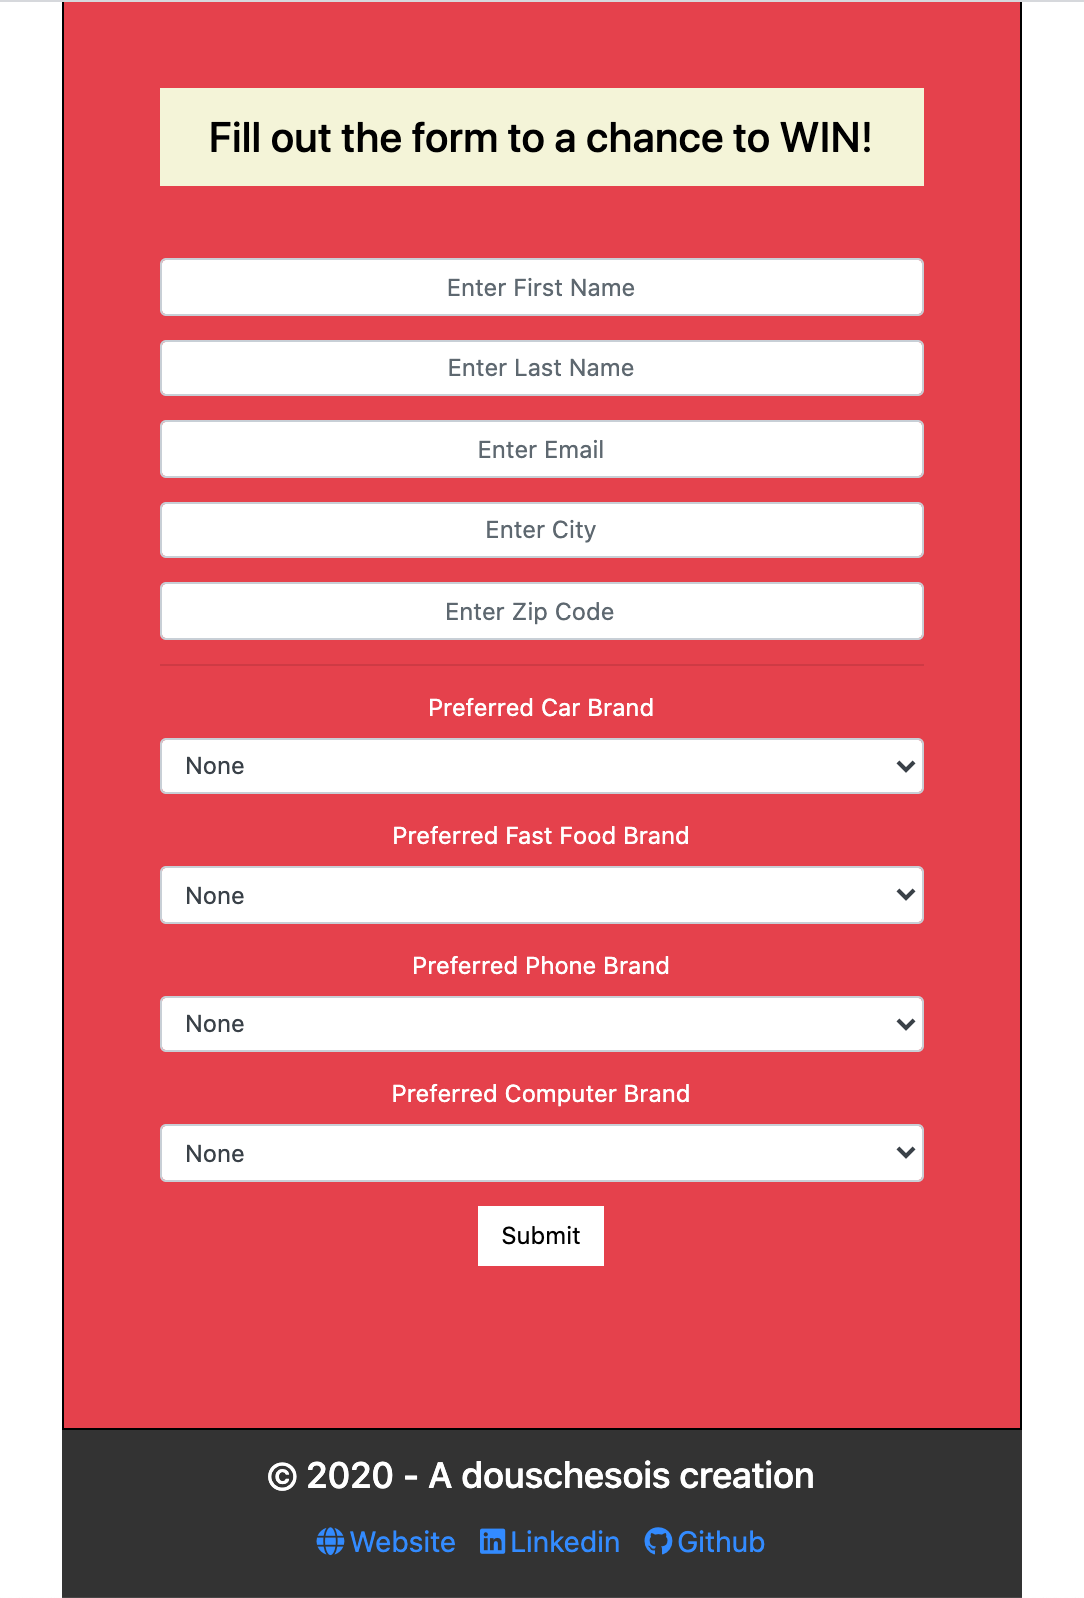 Fill out the form to a chance to WIN!
Enter First Name
Enter Last Name
Enter Email
Enter City
Enter Zip Code
Preferred Car Brand
None
Preferred Fast Food Brand
None
Preferred Phone Brand
None
Preferred Computer Brand
None
Submit
© 2020 - A douschesois creation
Website Linkedin Github